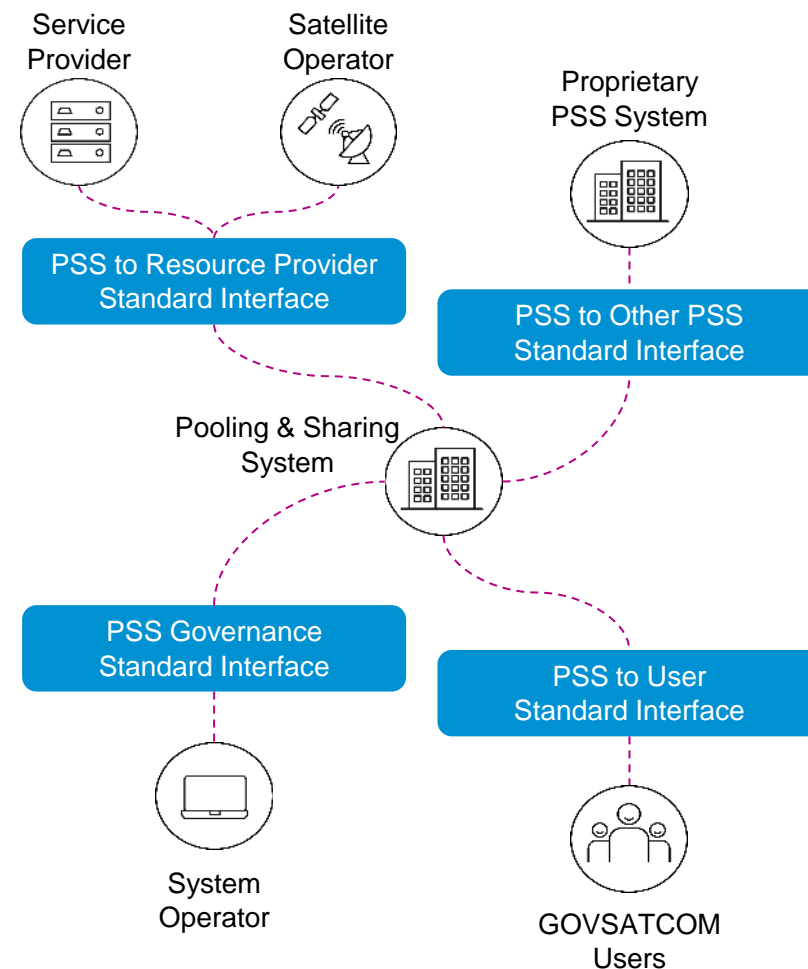 Service
Provider
Satellite
Operator
Proprietary
PSS System
PSS to Resource Provider
Standard Interface
PSS to Other PSS
Standard Interface
Pooling & Sharing
System
PSS Governance
Standard Interface
PSS to User
Standard Interface
System
Operator
GOVSATCOM
Users